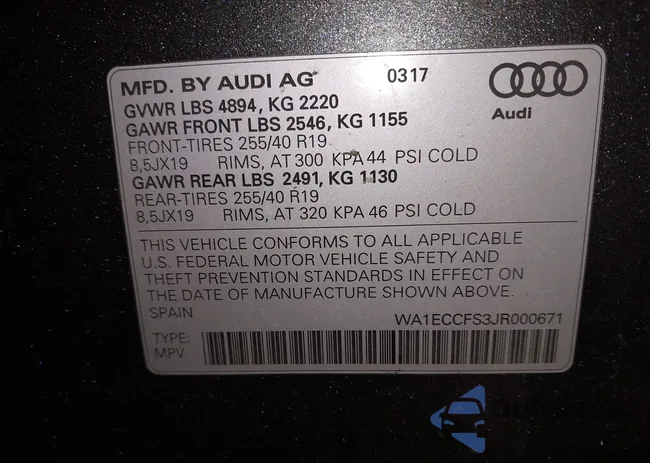 MFD. BY AUDI AG 0317
GVWR LBS 4894, KG 2220
GAWR FRONT LBS 2546, KG 1155
FRONT-TIRES 255/40 R19
8,5JX19 RIMS, AT 300 KPA 44 PSI COLD
GAWR REAR LBS 2491, KG 1130
REAR-TIRES 255/40 R19
8,5JX19 RIMS, AT 320 KPA 46 PSI COLD
Audi
THIS VEHICLE CONFORMS TO ALL APPLICABLE
U.S. FEDERAL MOTOR VEHICLE SAFETY AND
THEFT PREVENTION STANDARDS IN EFFECT ON
THE DATE OF MANUFACTURE SHOWN ABOVE.
SPAIN WA1ECCFS3JR000671
TYPE:
MPV